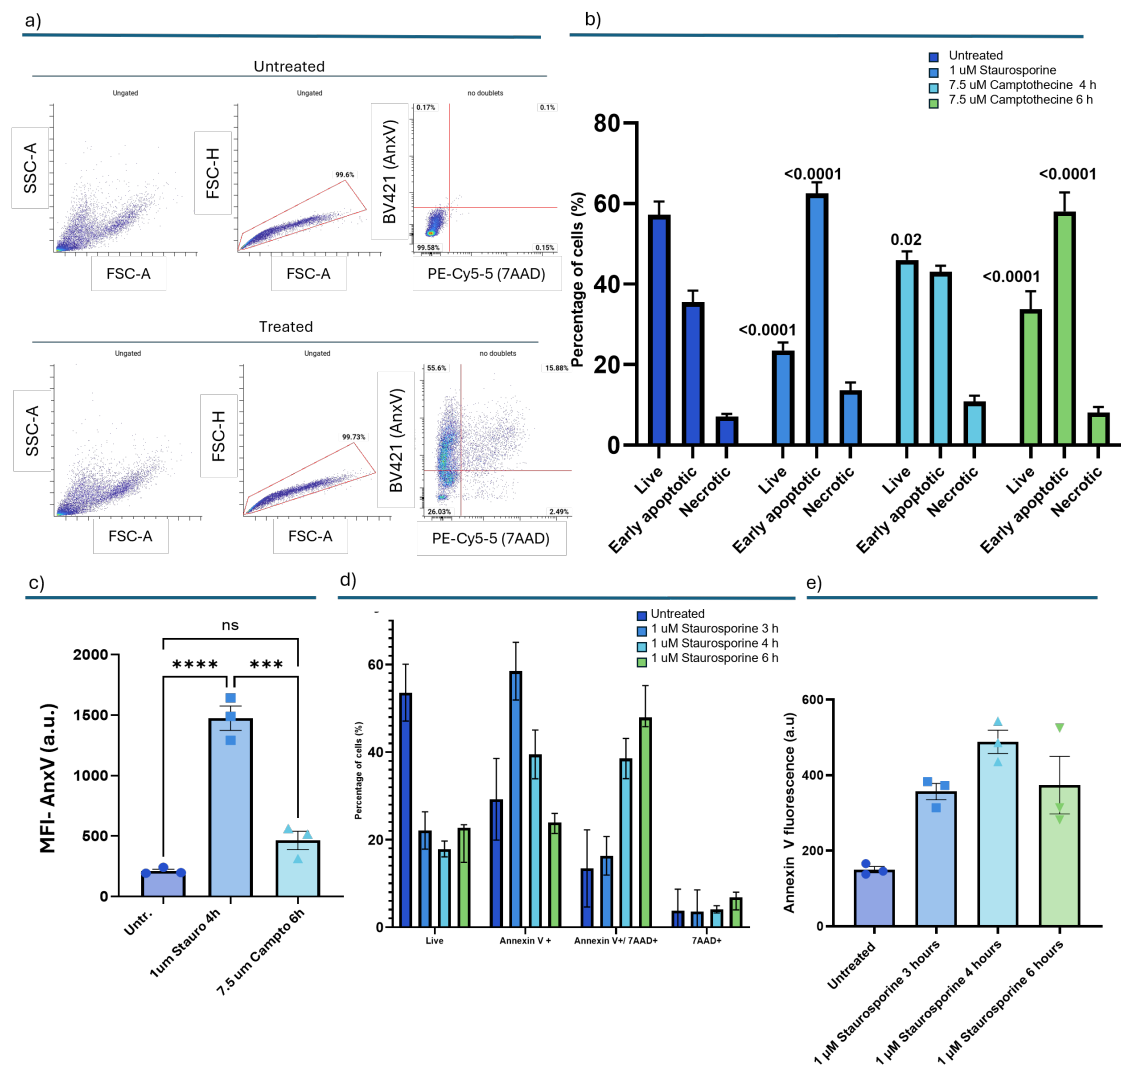 a)
Untreated
Ungated
Ungated
no doublets
SSC-A
FSC-A
FSC-H
99.6%
FSC-A
BV421 (AnxV)
0.17%
0.1%
99.58%
0.15%
PE-Cy5-5 (7AAD)
Treated
Ungated
Ungated
no doublets
SSC-A
FSC-A
FSC-H
99.73%
FSC-A
BV421 (AnxV)
55.6%
15.88%
26.03%
2.49%
PE-Cy5-5 (7AAD)
b)
Untreated
1 uM Staurosporine
7.5 uM Camptothecine 4 h
7.5 uM Camptothecine 6 h
Percentage of cells (%)
80
60
40
20
0
<0.0001
<0.0001
0.02
<0.0001
<0.0001
Live
Early apoptotic
Necrotic
Live
Early apoptotic
Necrotic
Live
Early apoptotic
Necrotic
Live
Early apoptotic
Necrotic
c)
ns
**** ***
MFI- AnxV (a.u.)
2000
1500
1000
500
0
Untr.
1um Stauro 4h
7.5 um Campto 6h
d)
Untreated
1 uM Staurosporine 3 h
1 uM Staurosporine 4 h
1 uM Staurosporine 6 h
Percentage of cells (%)
60
40
20
0
Live
Annexin V +
Annexin V+/ 7AAD+
7AAD+
e)
Annexin V fluorescence (a.u)
600
400
200
0
Untreated
1 µM Staurosporine 3 hours
1 µM Staurosporine 4 hours
1 µM Staurosporine 6 hours